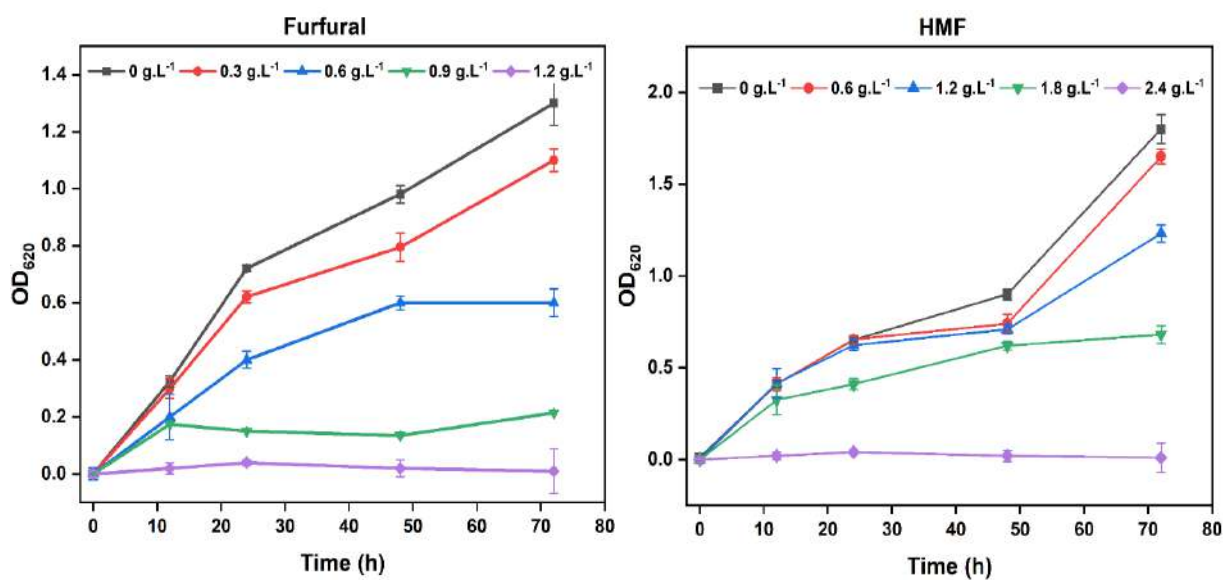 Furfural
0 g.L⁻¹ 0.3 g.L⁻¹ 0.6 g.L⁻¹ 0.9 g.L⁻¹ 1.2 g.L⁻¹
1.4
1.2
1.0
0.8
0.6
0.4
0.2
0.0
OD₆₂₀
0 10 20 30 40 50 60 70 80
Time (h)
HMF
0 g.L⁻¹ 0.6 g.L⁻¹ 1.2 g.L⁻¹ 1.8 g.L⁻¹ 2.4 g.L⁻¹
2.0
1.5
1.0
0.5
0.0
OD₆₂₀
0 10 20 30 40 50 60 70 80
Time (h)